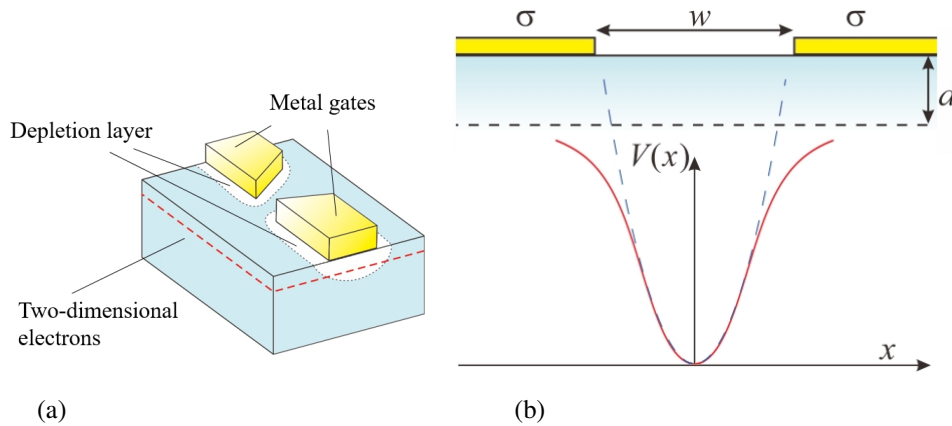 Metal gates
Depletion layer
Two-dimensional
electrons
(a)
σ w σ
d
V(x)
x
(b)